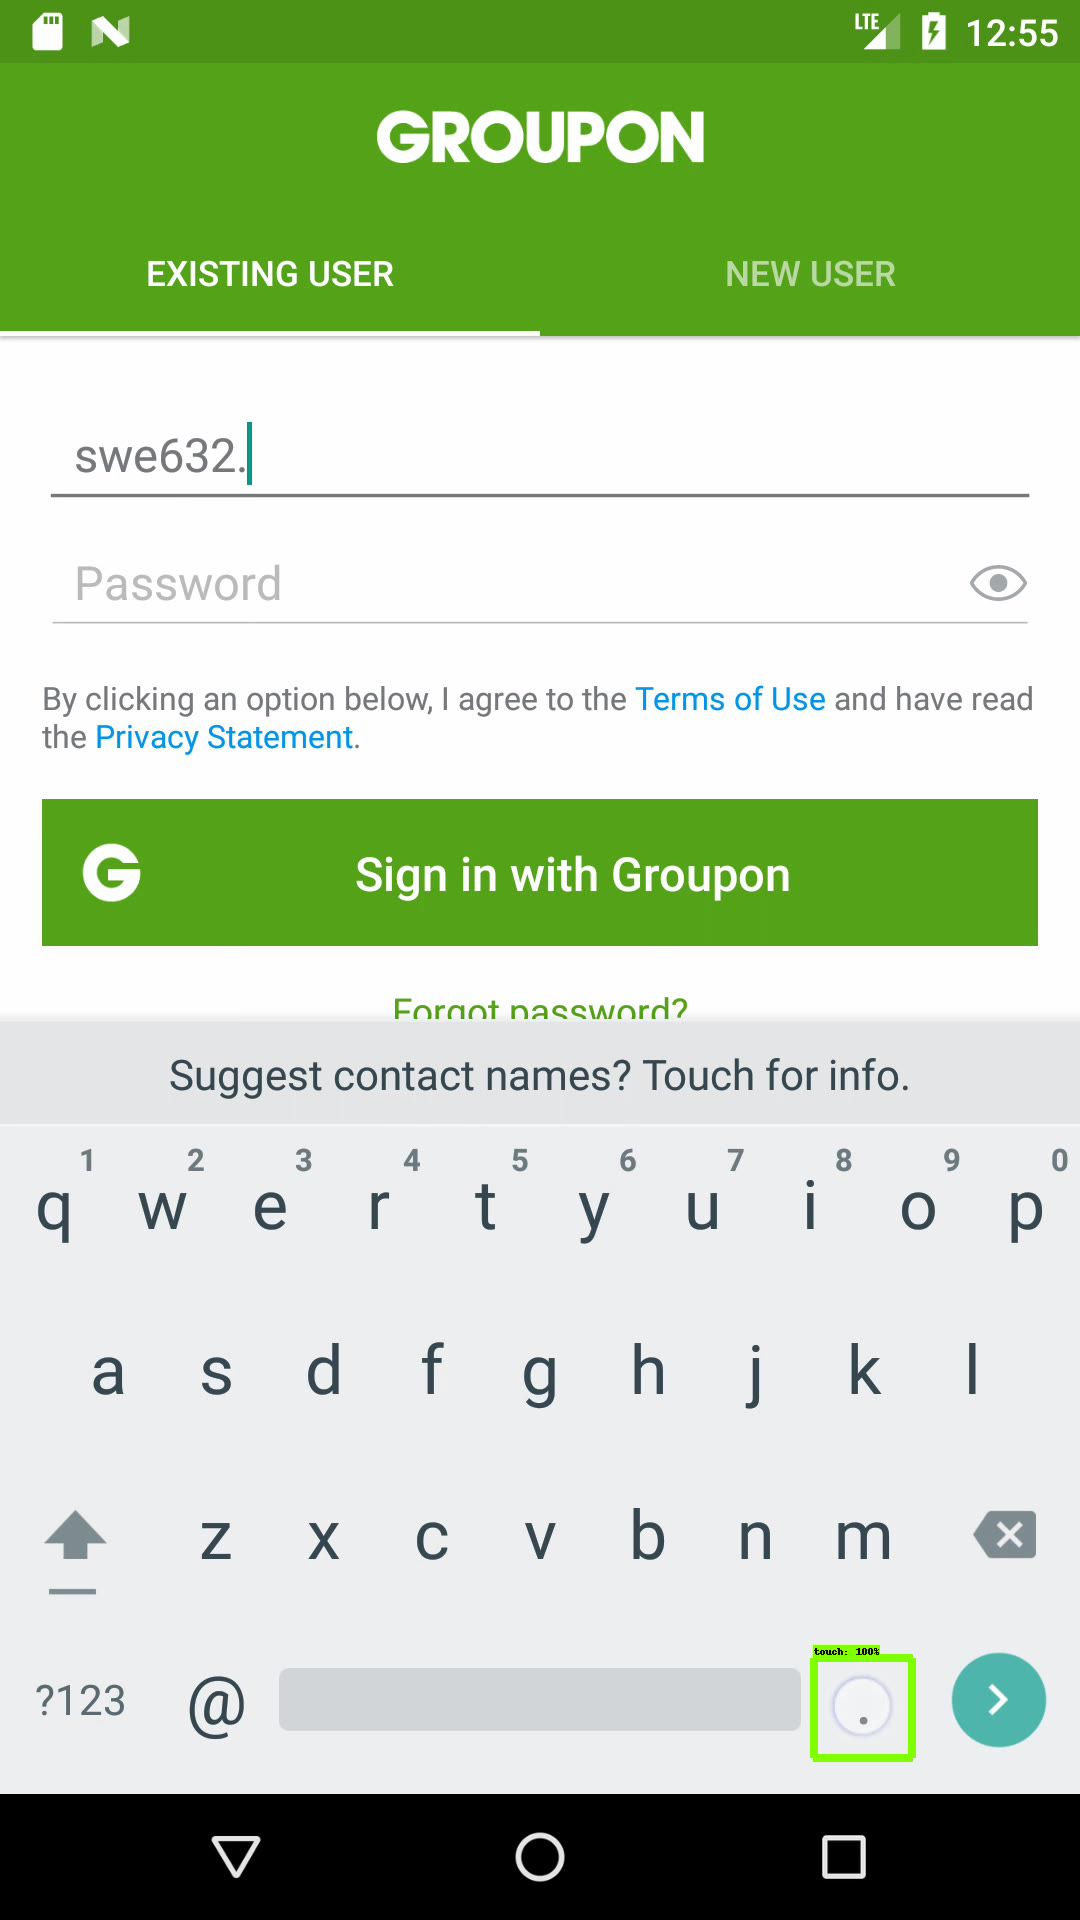 LTE 12:55
GROUPON
EXISTING USER NEW USER
swe632.
Password
By clicking an option below, I agree to the Terms of Use and have read
the Privacy Statement.
G Sign in with Groupon
Forgot password?
Suggest contact names? Touch for info.
1 2 3 4 5 6 7 8 9 0
q w e r t y u i o p
a s d f g h j k l
z x c v b n m
touch: 100%
?123 @ .